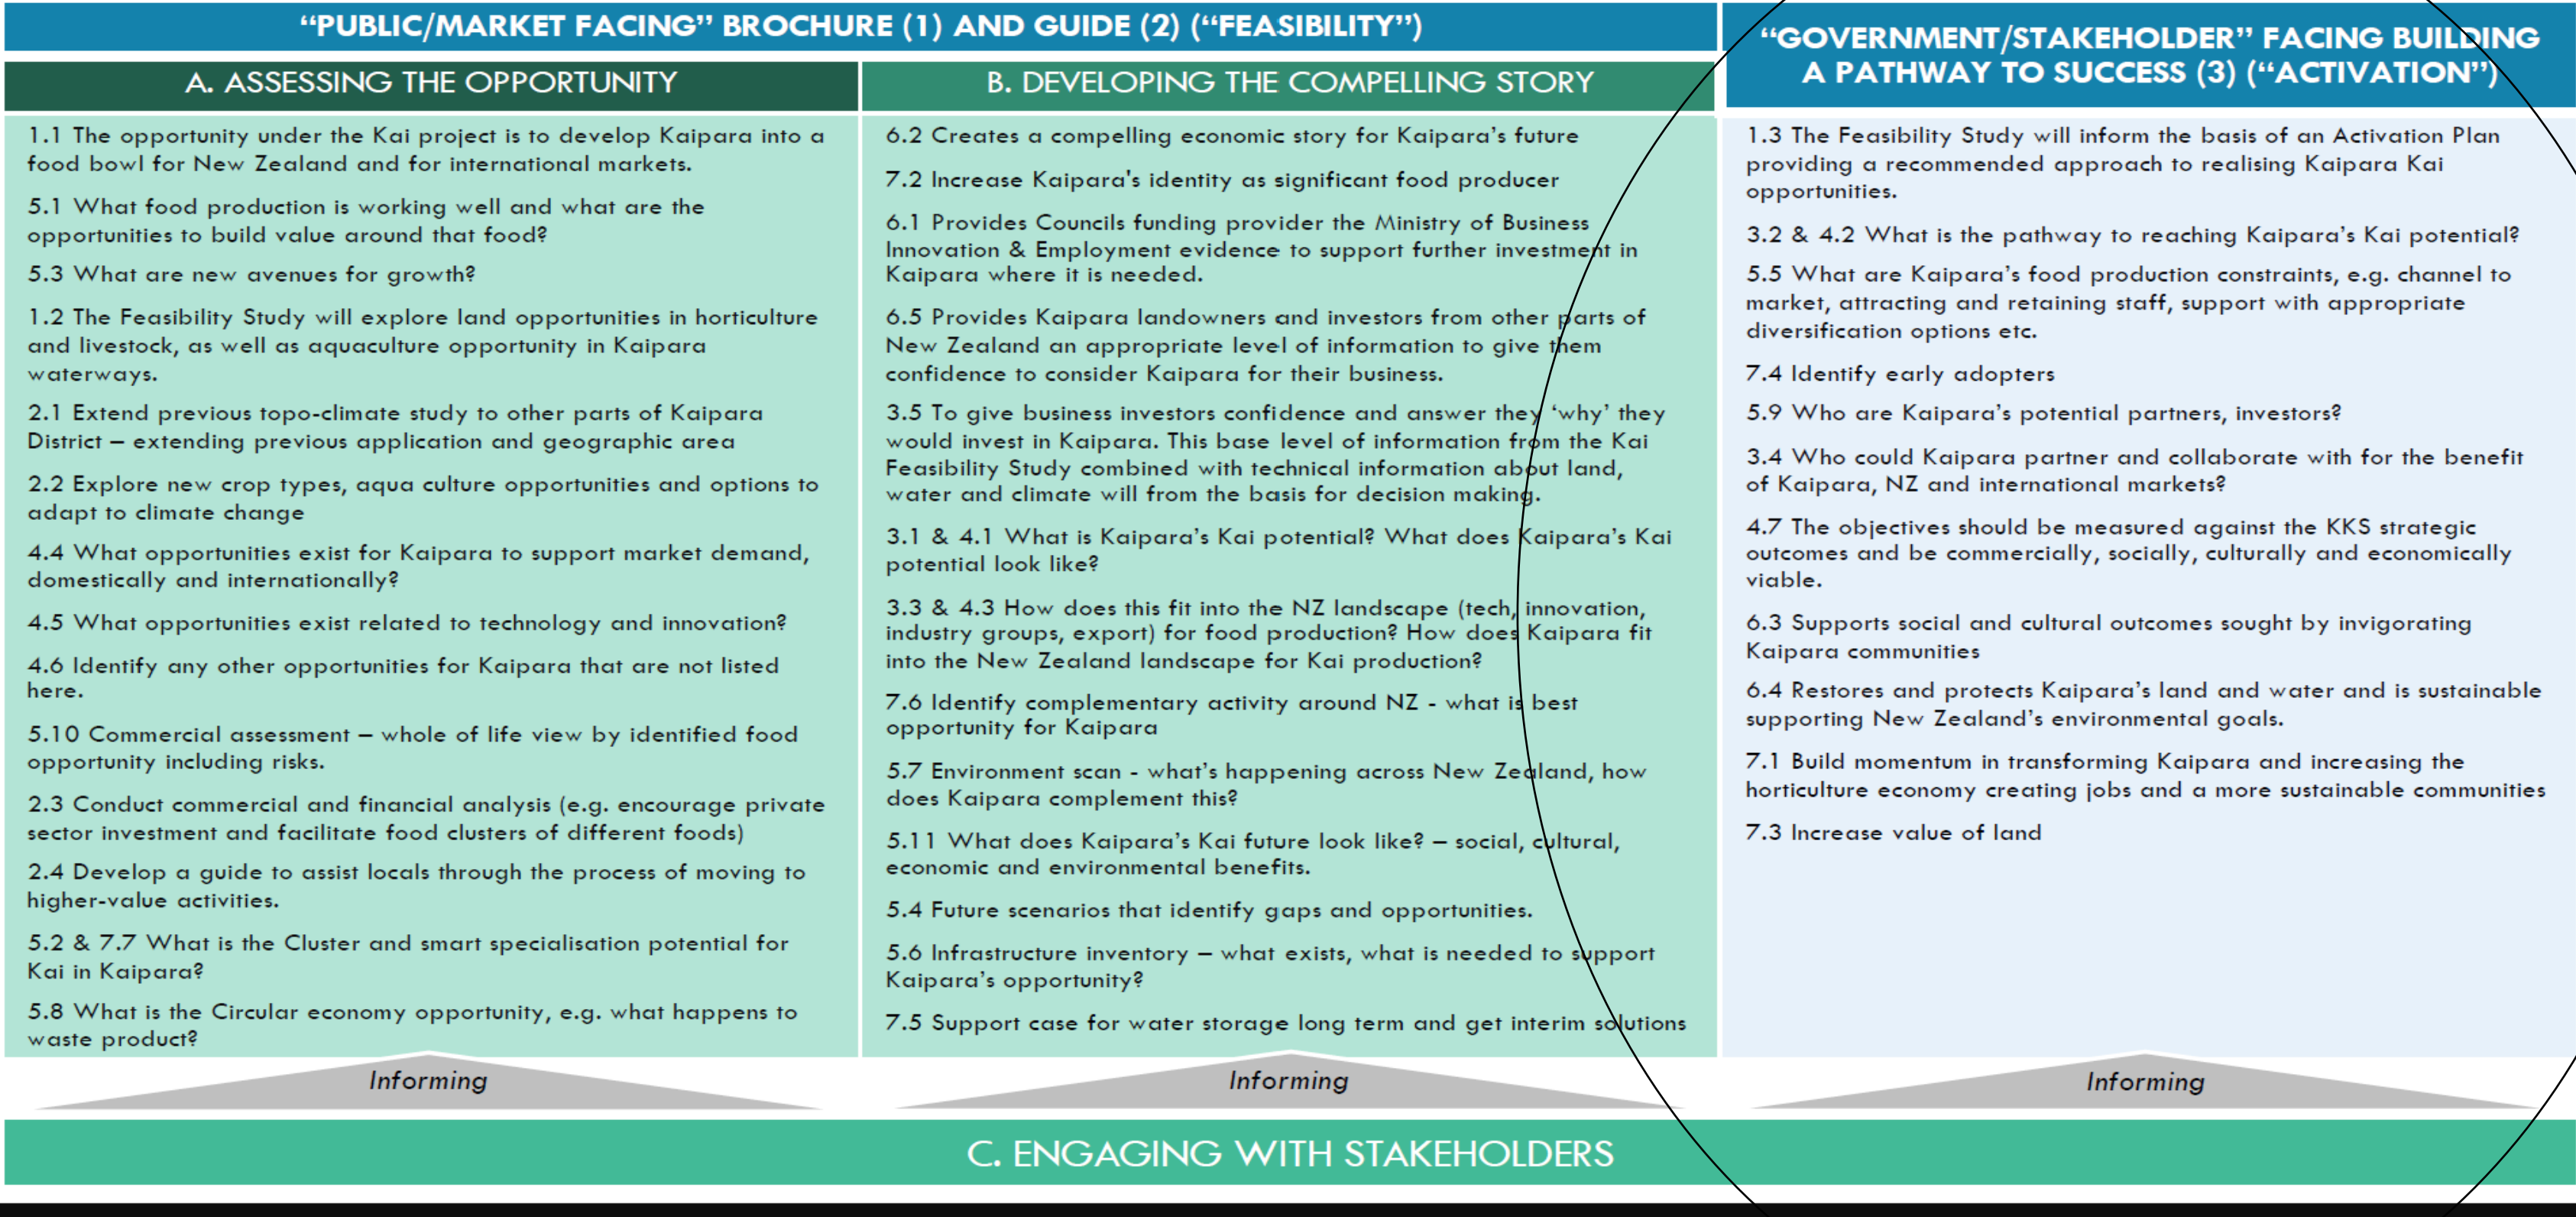 “PUBLIC/MARKET FACING” BROCHURE (1) AND GUIDE (2) (“FEASIBILITY”)
A. ASSESSING THE OPPORTUNITY
1.1 The opportunity under the Kai project is to develop Kaipara into a
food bowl for New Zealand and for international markets.
5.1 What food production is working well and what are the
opportunities to build value around that food?
5.3 What are new avenues for growth?
1.2 The Feasibility Study will explore land opportunities in horticulture
and livestock, as well as aquaculture opportunity in Kaipara
waterways.
2.1 Extend previous topo-climate study to other parts of Kaipara
District – extending previous application and geographic area
2.2 Explore new crop types, aqua culture opportunities and options to
adapt to climate change
4.4 What opportunities exist for Kaipara to support market demand,
domestically and internationally?
4.5 What opportunities exist related to technology and innovation?
4.6 Identify any other opportunities for Kaipara that are not listed
here.
5.10 Commercial assessment – whole of life view by identified food
opportunity including risks.
2.3 Conduct commercial and financial analysis (e.g. encourage private
sector investment and facilitate food clusters of different foods)
2.4 Develop a guide to assist locals through the process of moving to
higher-value activities.
5.2 & 7.7 What is the Cluster and smart specialisation potential for
Kai in Kaipara?
5.8 What is the Circular economy opportunity, e.g. what happens to
waste product?
B. DEVELOPING THE COMPELLING STORY
6.2 Creates a compelling economic story for Kaipara’s future
7.2 Increase Kaipara's identity as significant food producer
6.1 Provides Councils funding provider the Ministry of Business
Innovation & Employment evidence to support further investment in
Kaipara where it is needed.
6.5 Provides Kaipara landowners and investors from other parts of
New Zealand an appropriate level of information to give them
confidence to consider Kaipara for their business.
3.5 To give business investors confidence and answer they ‘why’ they
would invest in Kaipara. This base level of information from the Kai
Feasibility Study combined with technical information about land,
water and climate will from the basis for decision making.
3.1 & 4.1 What is Kaipara’s Kai potential? What does Kaipara’s Kai
potential look like?
3.3 & 4.3 How does this fit into the NZ landscape (tech, innovation,
industry groups, export) for food production? How does Kaipara fit
into the New Zealand landscape for Kai production?
7.6 Identify complementary activity around NZ - what is best
opportunity for Kaipara
5.7 Environment scan - what’s happening across New Zealand, how
does Kaipara complement this?
5.11 What does Kaipara’s Kai future look like? – social, cultural,
economic and environmental benefits.
5.4 Future scenarios that identify gaps and opportunities.
5.6 Infrastructure inventory – what exists, what is needed to support
Kaipara’s opportunity?
7.5 Support case for water storage long term and get interim solutions
“GOVERNMENT/STAKEHOLDER” FACING BUILDING
A PATHWAY TO SUCCESS (3) (“ACTIVATION”)
1.3 The Feasibility Study will inform the basis of an Activation Plan
providing a recommended approach to realising Kaipara Kai
opportunities.
3.2 & 4.2 What is the pathway to reaching Kaipara’s Kai potential?
5.5 What are Kaipara’s food production constraints, e.g. channel to
market, attracting and retaining staff, support with appropriate
diversification options etc.
7.4 Identify early adopters
5.9 Who are Kaipara’s potential partners, investors?
3.4 Who could Kaipara partner and collaborate with for the benefit
of Kaipara, NZ and international markets?
4.7 The objectives should be measured against the KKS strategic
outcomes and be commercially, socially, culturally and economically
viable.
6.3 Supports social and cultural outcomes sought by invigorating
Kaipara communities
6.4 Restores and protects Kaipara’s land and water and is sustainable
supporting New Zealand’s environmental goals.
7.1 Build momentum in transforming Kaipara and increasing the
horticulture economy creating jobs and a more sustainable communities
7.3 Increase value of land
Informing
Informing
Informing
C. ENGAGING WITH STAKEHOLDERS